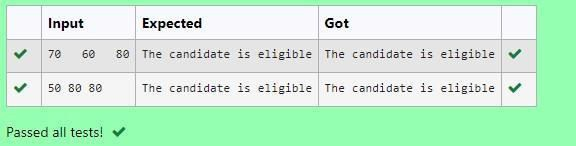 Input Expected Got
70   60   80 The candidate is eligible The candidate is eligible
50 80 80 The candidate is eligible The candidate is eligible
Passed all tests!